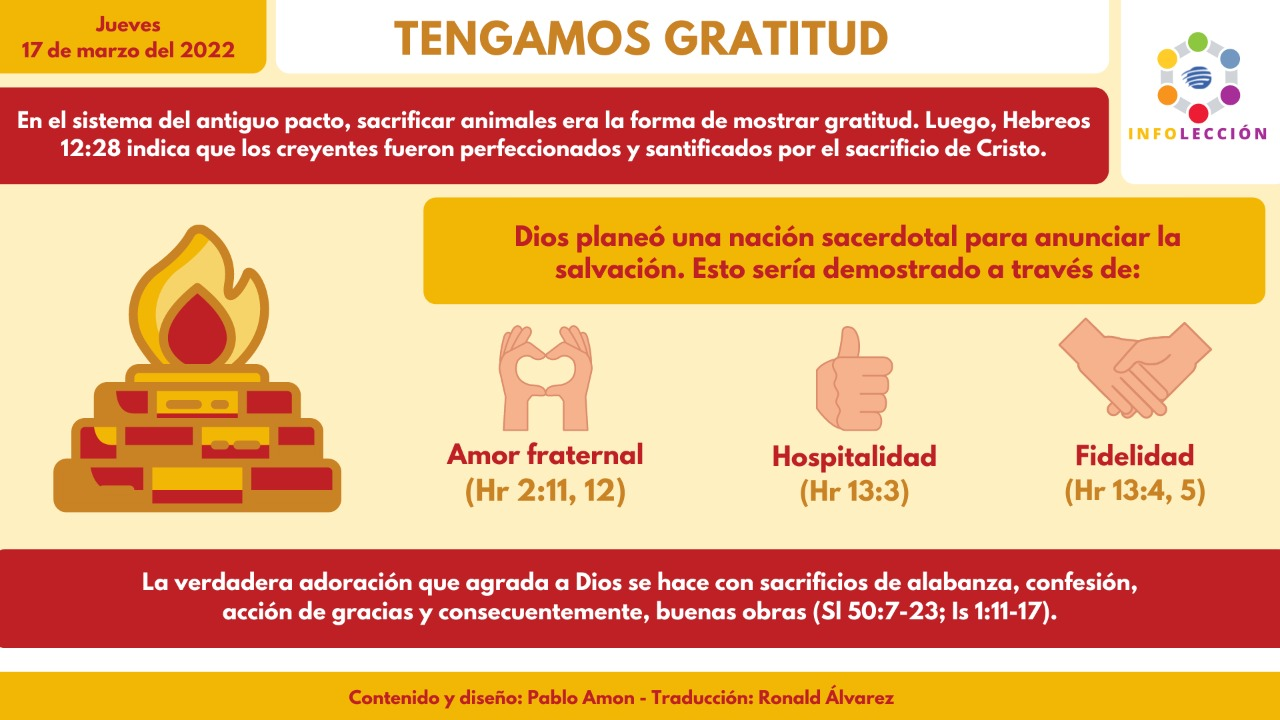 Jueves
17 de marzo del 2022
TENGAMOS GRATITUD
INFOLECCIÓN
En el sistema del antiguo pacto, sacrificar animales era la forma de mostrar gratitud. Luego, Hebreos
12:28 indica que los creyentes fueron perfeccionados y santificados por el sacrificio de Cristo.
Dios planeó una nación sacerdotal para anunciar la
salvación. Esto sería demostrado a través de:
Amor fraternal
(Hr 2:11, 12)
Hospitalidad
(Hr 13:3)
Fidelidad
(Hr 13:4, 5)
La verdadera adoración que agrada a Dios se hace con sacrificios de alabanza, confesión,
acción de gracias y consecuentemente, buenas obras (Sl 50:7-23; Is 1:11-17).
Contenido y diseño: Pablo Amon - Traducción: Ronald Álvarez